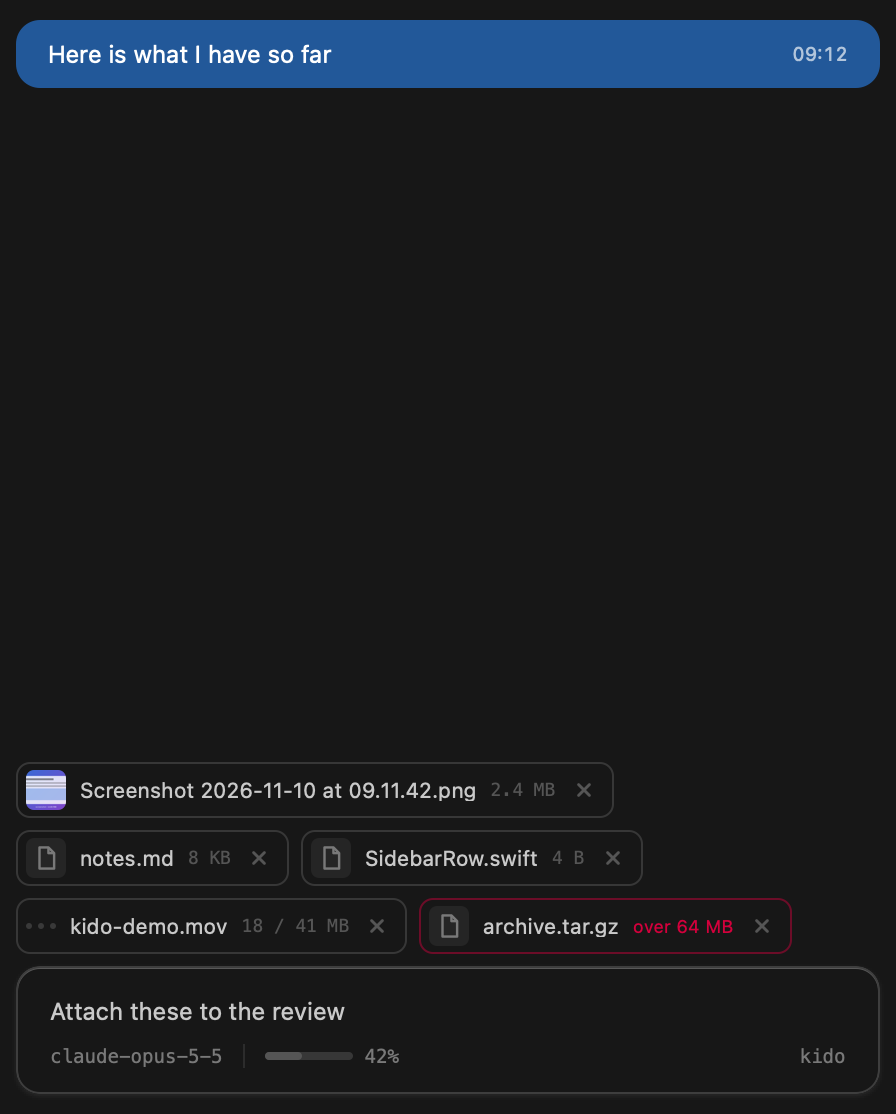 Here is what I have so far 09:12
Screenshot 2026-11-10 at 09.11.42.png 2.4 MB
notes.md 8 KB SidebarRow.swift 4 B
kido-demo.mov 18 / 41 MB archive.tar.gz over 64 MB
Attach these to the review
claude-opus-5-5 42% kido